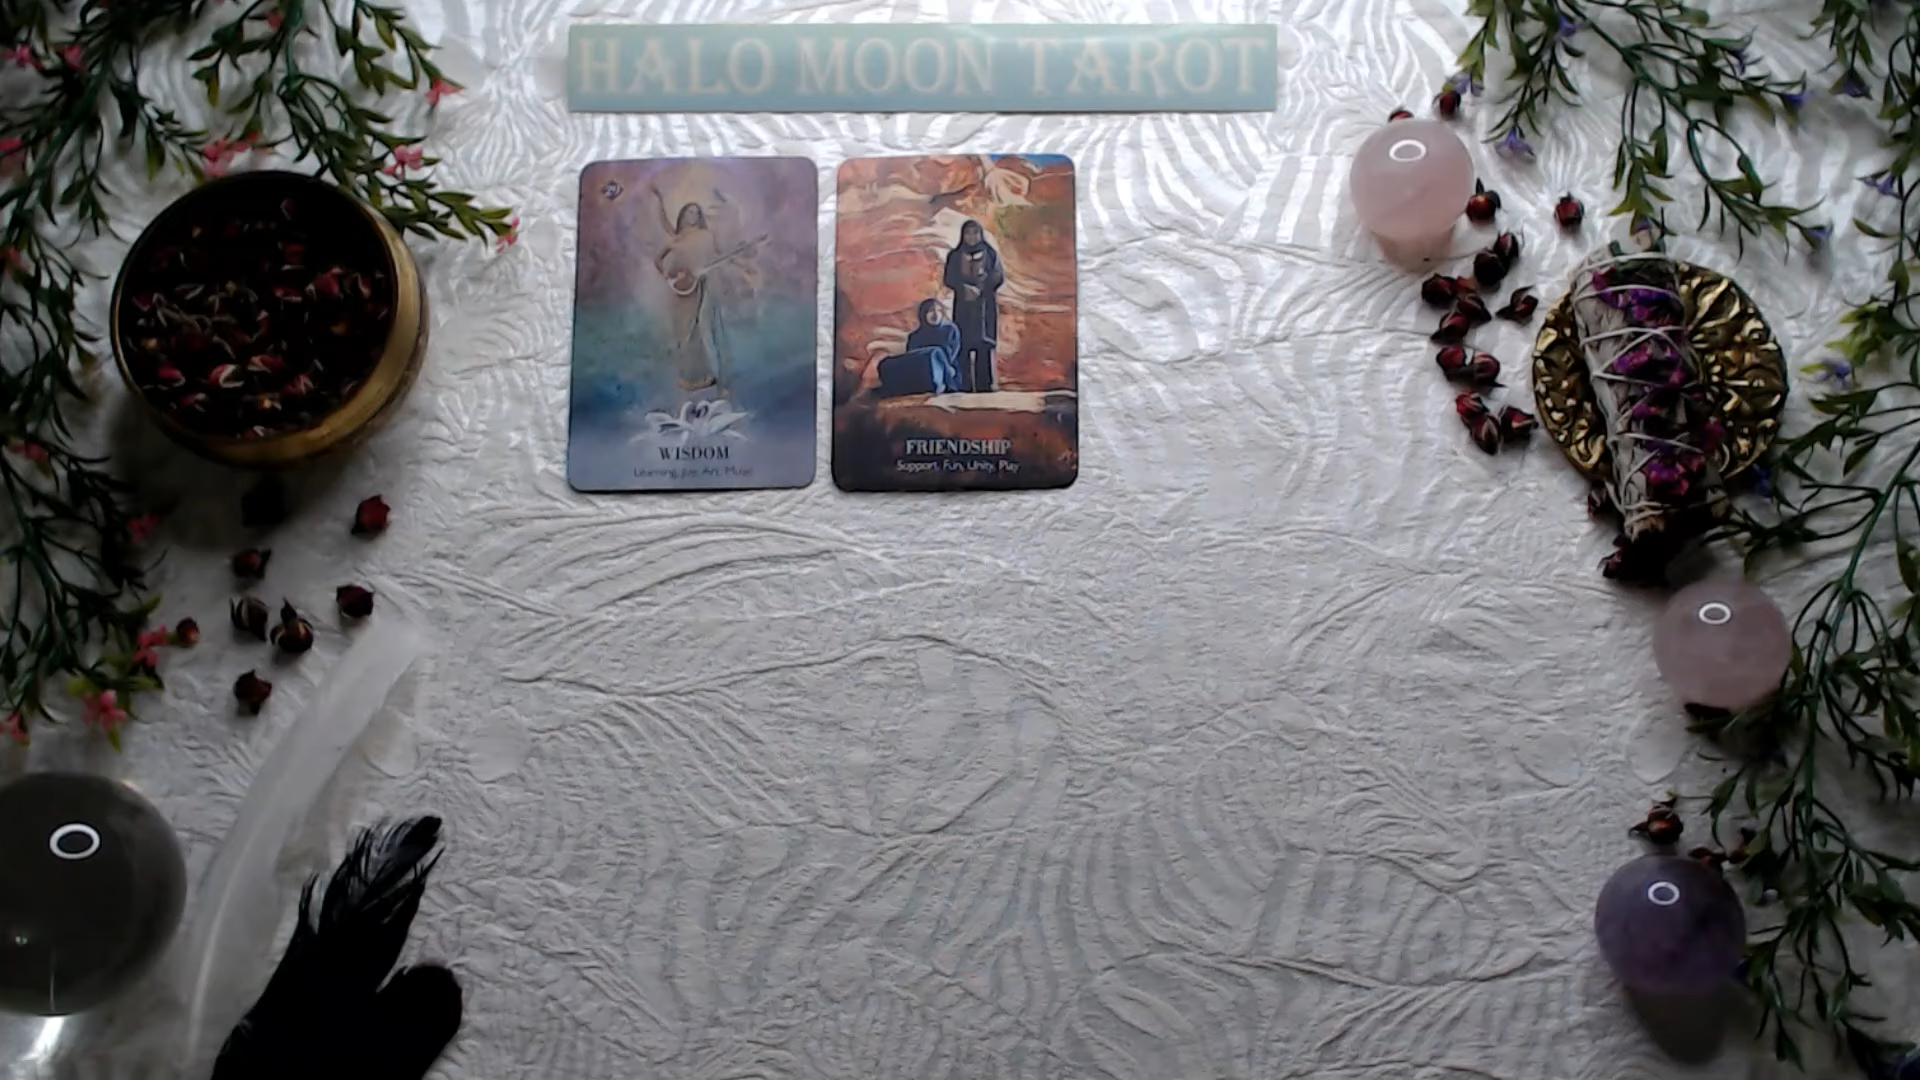 HALO MOON TAROT
WISDOM
Learning, Joy, Art, Music
FRIENDSHIP
Support, Fun, Unity, Play